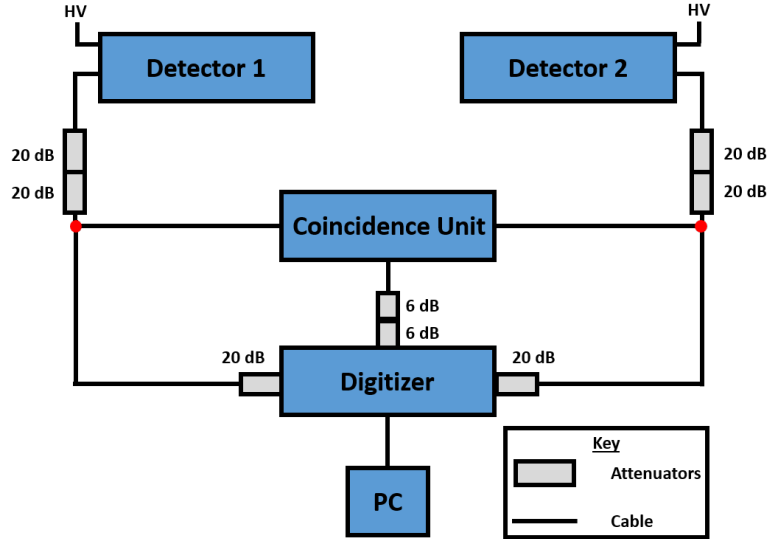 HV
HV
Detector 1
Detector 2
20 dB
20 dB
20 dB
20 dB
Coincidence Unit
6 dB
6 dB
20 dB
20 dB
Digitizer
Key
Attenuators
PC
Cable